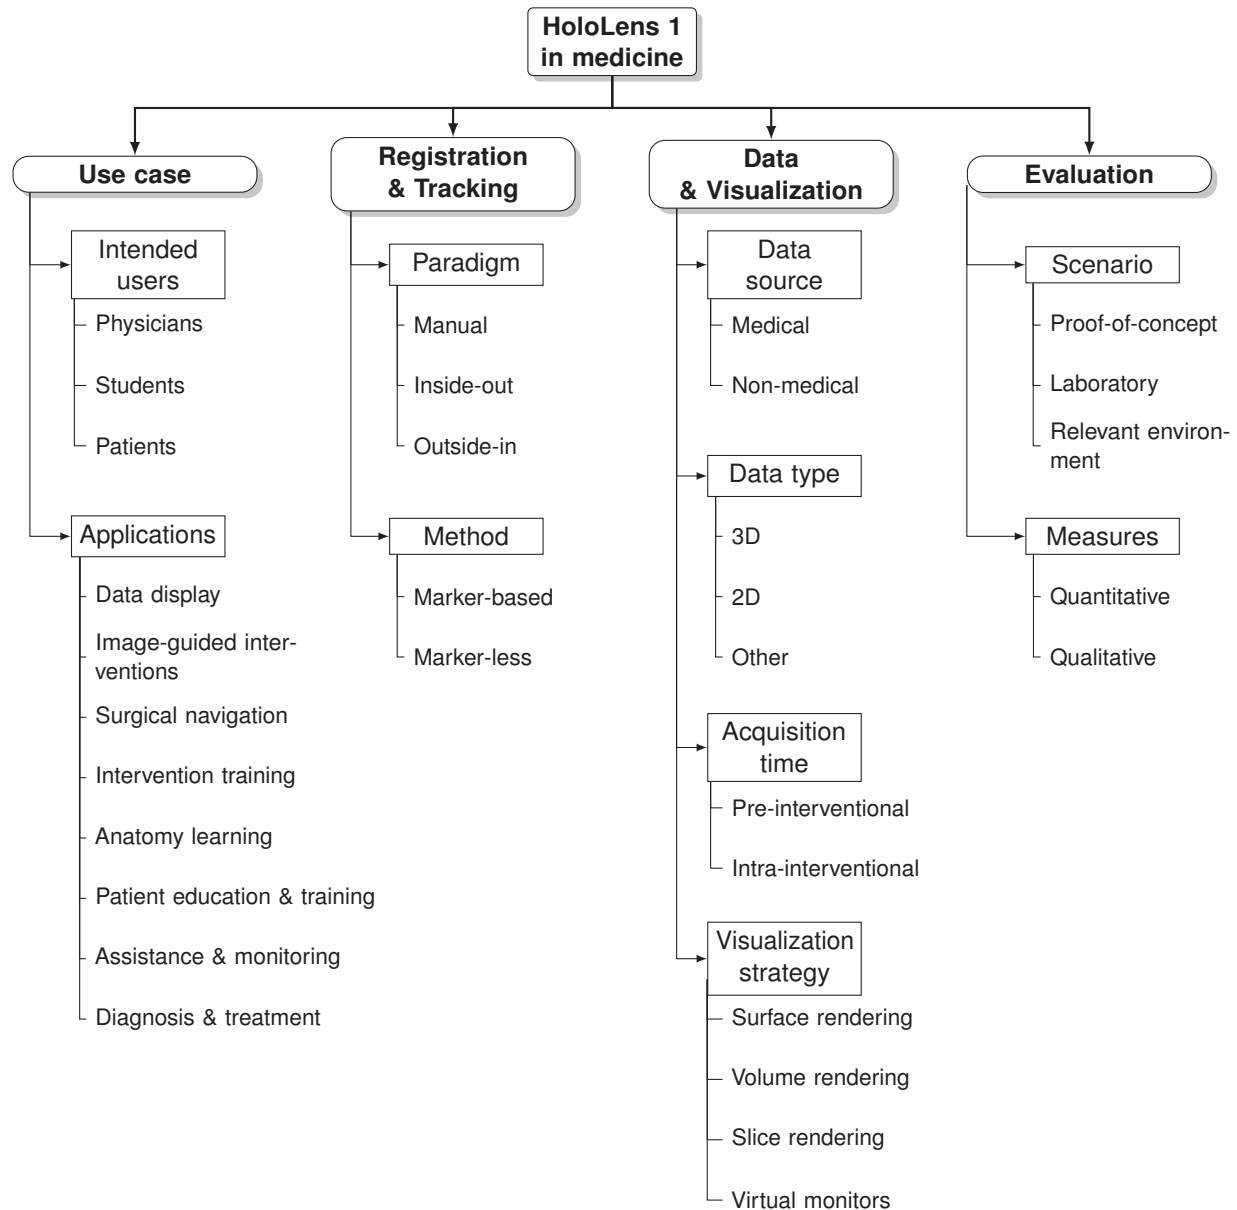 HoloLens 1
in medicine
Use case
Intended
users
Physicians
Students
Patients
Applications
Data display
Image-guided inter-
ventions
Surgical navigation
Intervention training
Anatomy learning
Patient education & training
Assistance & monitoring
Diagnosis & treatment
Registration
& Tracking
Paradigm
Manual
Inside-out
Outside-in
Method
Marker-based
Marker-less
Data
& Visualization
Data
source
Medical
Non-medical
Data type
3D
2D
Other
Acquisition
time
Pre-interventional
Intra-interventional
Visualization
strategy
Surface rendering
Volume rendering
Slice rendering
Virtual monitors
Evaluation
Scenario
Proof-of-concept
Laboratory
Relevant environ-
ment
Measures
Quantitative
Qualitative